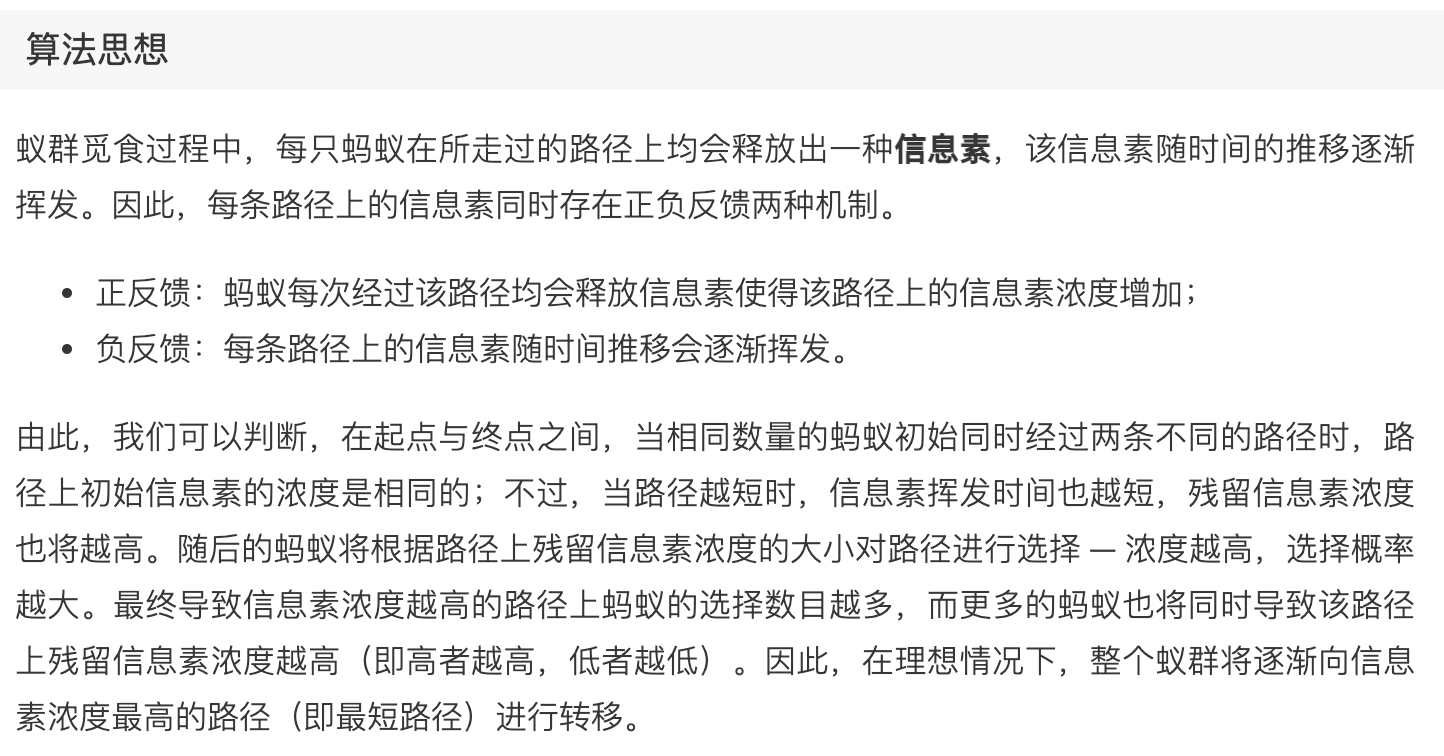 算法思想
蚁群觅食过程中，每只蚂蚁在所走过的路径上均会释放出一种信息素，该信息素随时间的推移逐渐
挥发。因此，每条路径上的信息素同时存在正负反馈两种机制。
• 正反馈：蚂蚁每次经过该路径均会释放信息素使得该路径上的信息素浓度增加；
• 负反馈：每条路径上的信息素随时间推移会逐渐挥发。
由此，我们可以判断，在起点与终点之间，当相同数量的蚂蚁初始同时经过两条不同的路径时，路
径上初始信息素的浓度是相同的；不过，当路径越短时，信息素挥发时间也越短，残留信息素浓度
也将越高。随后的蚂蚁将根据路径上残留信息素浓度的大小对路径进行选择 — 浓度越高，选择概率
越大。最终导致信息素浓度越高的路径上蚂蚁的选择数目越多，而更多的蚂蚁也将同时导致该路径
上残留信息素浓度越高（即高者越高，低者越低）。因此，在理想情况下，整个蚁群将逐渐向信息
素浓度最高的路径（即最短路径）进行转移。